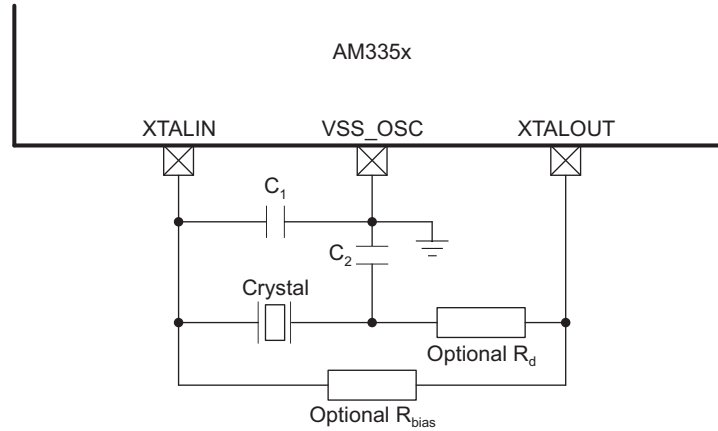 AM335x
XTALIN
VSS_OSC
XTALOUT
C1
C2
Crystal
Optional Rd
Optional Rbias